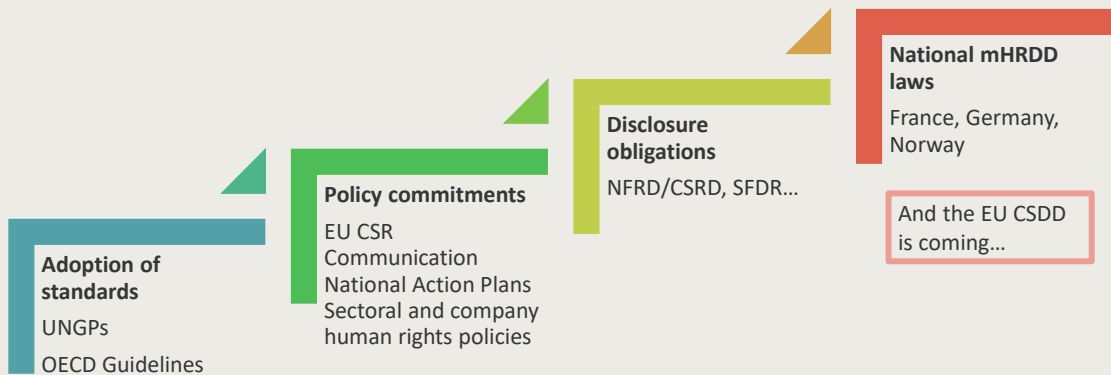 Adoption of
standards
UNGPs
OECD Guidelines
Policy commitments
EU CSR
Communication
National Action Plans
Sectoral and company
human rights policies
Disclosure
obligations
NFRD/CSRD, SFDR...
National mHRDD
laws
France, Germany,
Norway
And the EU CSDD
is coming...